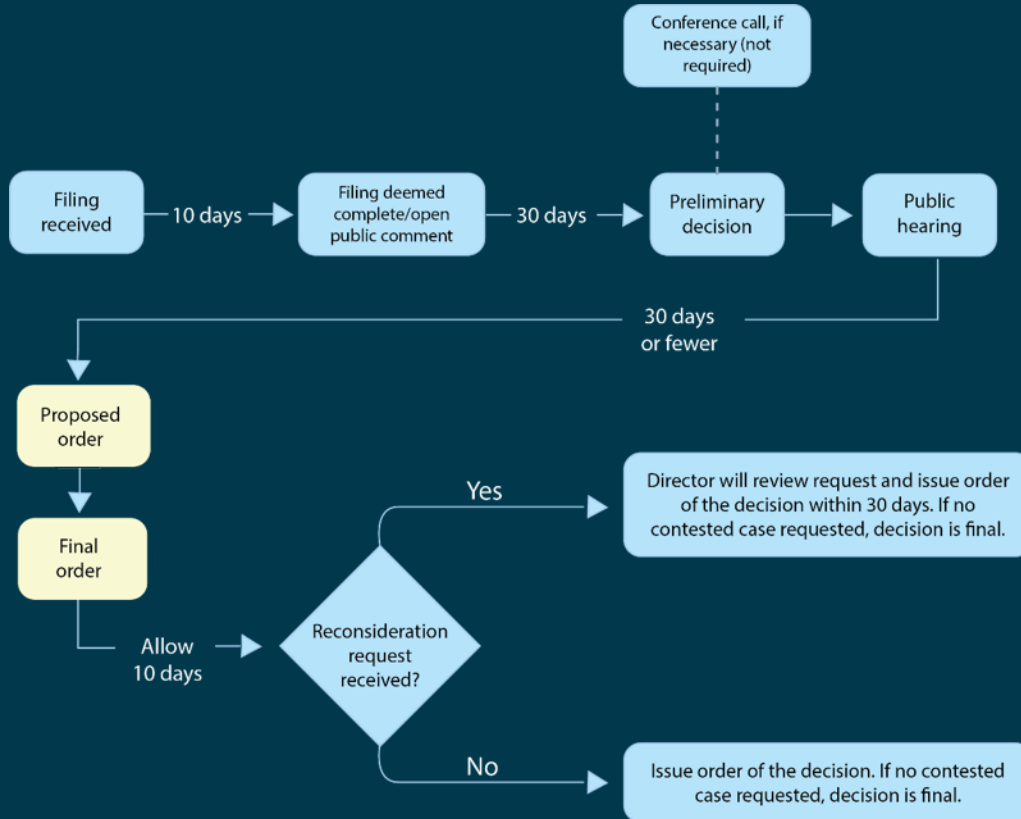 Conference call, if
necessary (not
required)
Filing
received
10 days
Filing deemed
complete/open
public comment
30 days
Preliminary
decision
Public
hearing
30 days
or fewer
Proposed
order
Final
order
Allow
10 days
Reconsideration
request
received?
Yes
Director will review request and issue order
of the decision within 30 days. If no
contested case requested, decision is final.
No
Issue order of the decision. If no contested
case requested, decision is final.